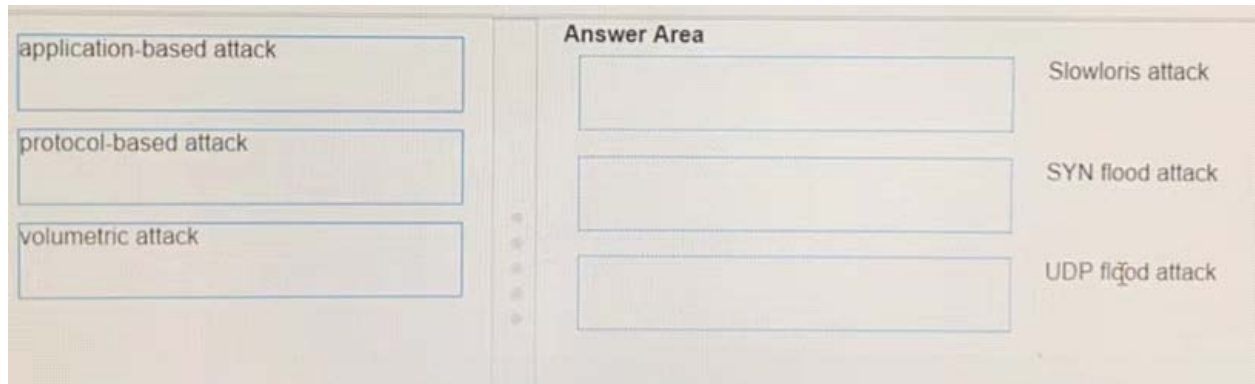 application-based attack
protocol-based attack
volumetric attack
Answer Area
Slowloris attack
SYN flood attack
UDP flood attack